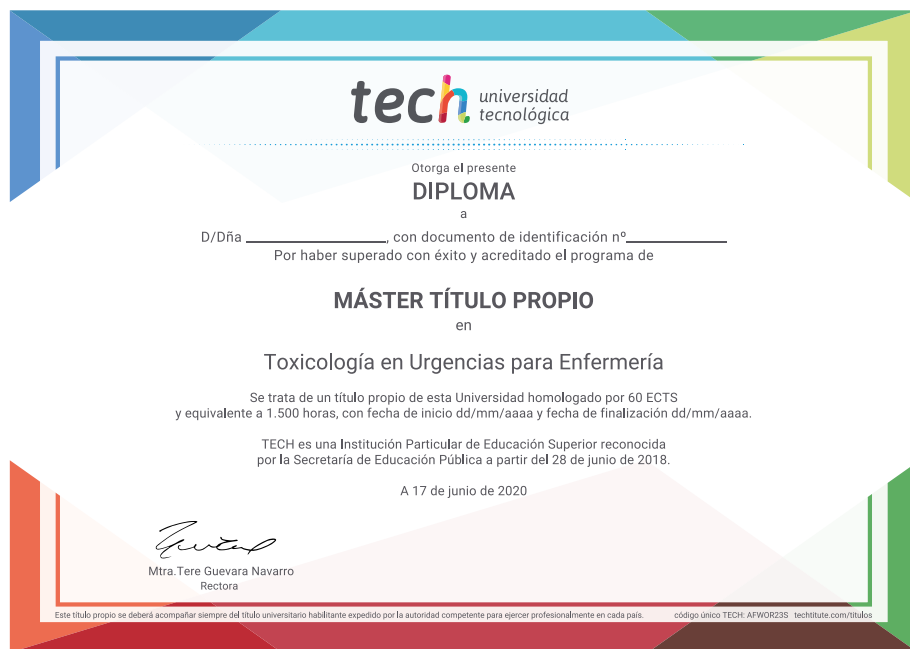 tech universidad
tecnológica
Otorga el presente
DIPLOMA
a
D/Dña ________________, con documento de identificación nº____________
Por haber superado con éxito y acreditado el programa de
MÁSTER TÍTULO PROPIO
en
Toxicología en Urgencias para Enfermería
Se trata de un título propio de esta Universidad homologado por 60 ECTS
y equivalente a 1.500 horas, con fecha de inicio dd/mm/aaaa y fecha de finalización dd/mm/aaaa.
TECH es una Institución Particular de Educación Superior reconocida
por la Secretaría de Educación Pública a partir del 28 de junio de 2018.
A 17 de junio de 2020
Mtra.Tere Guevara Navarro
Rectora
Este título propio se deberá acompañar siempre del título universitario habilitante expedido por la autoridad competente para ejercer profesionalmente en cada país. código único TECH: AFWOR23S techtitute.com/titulos